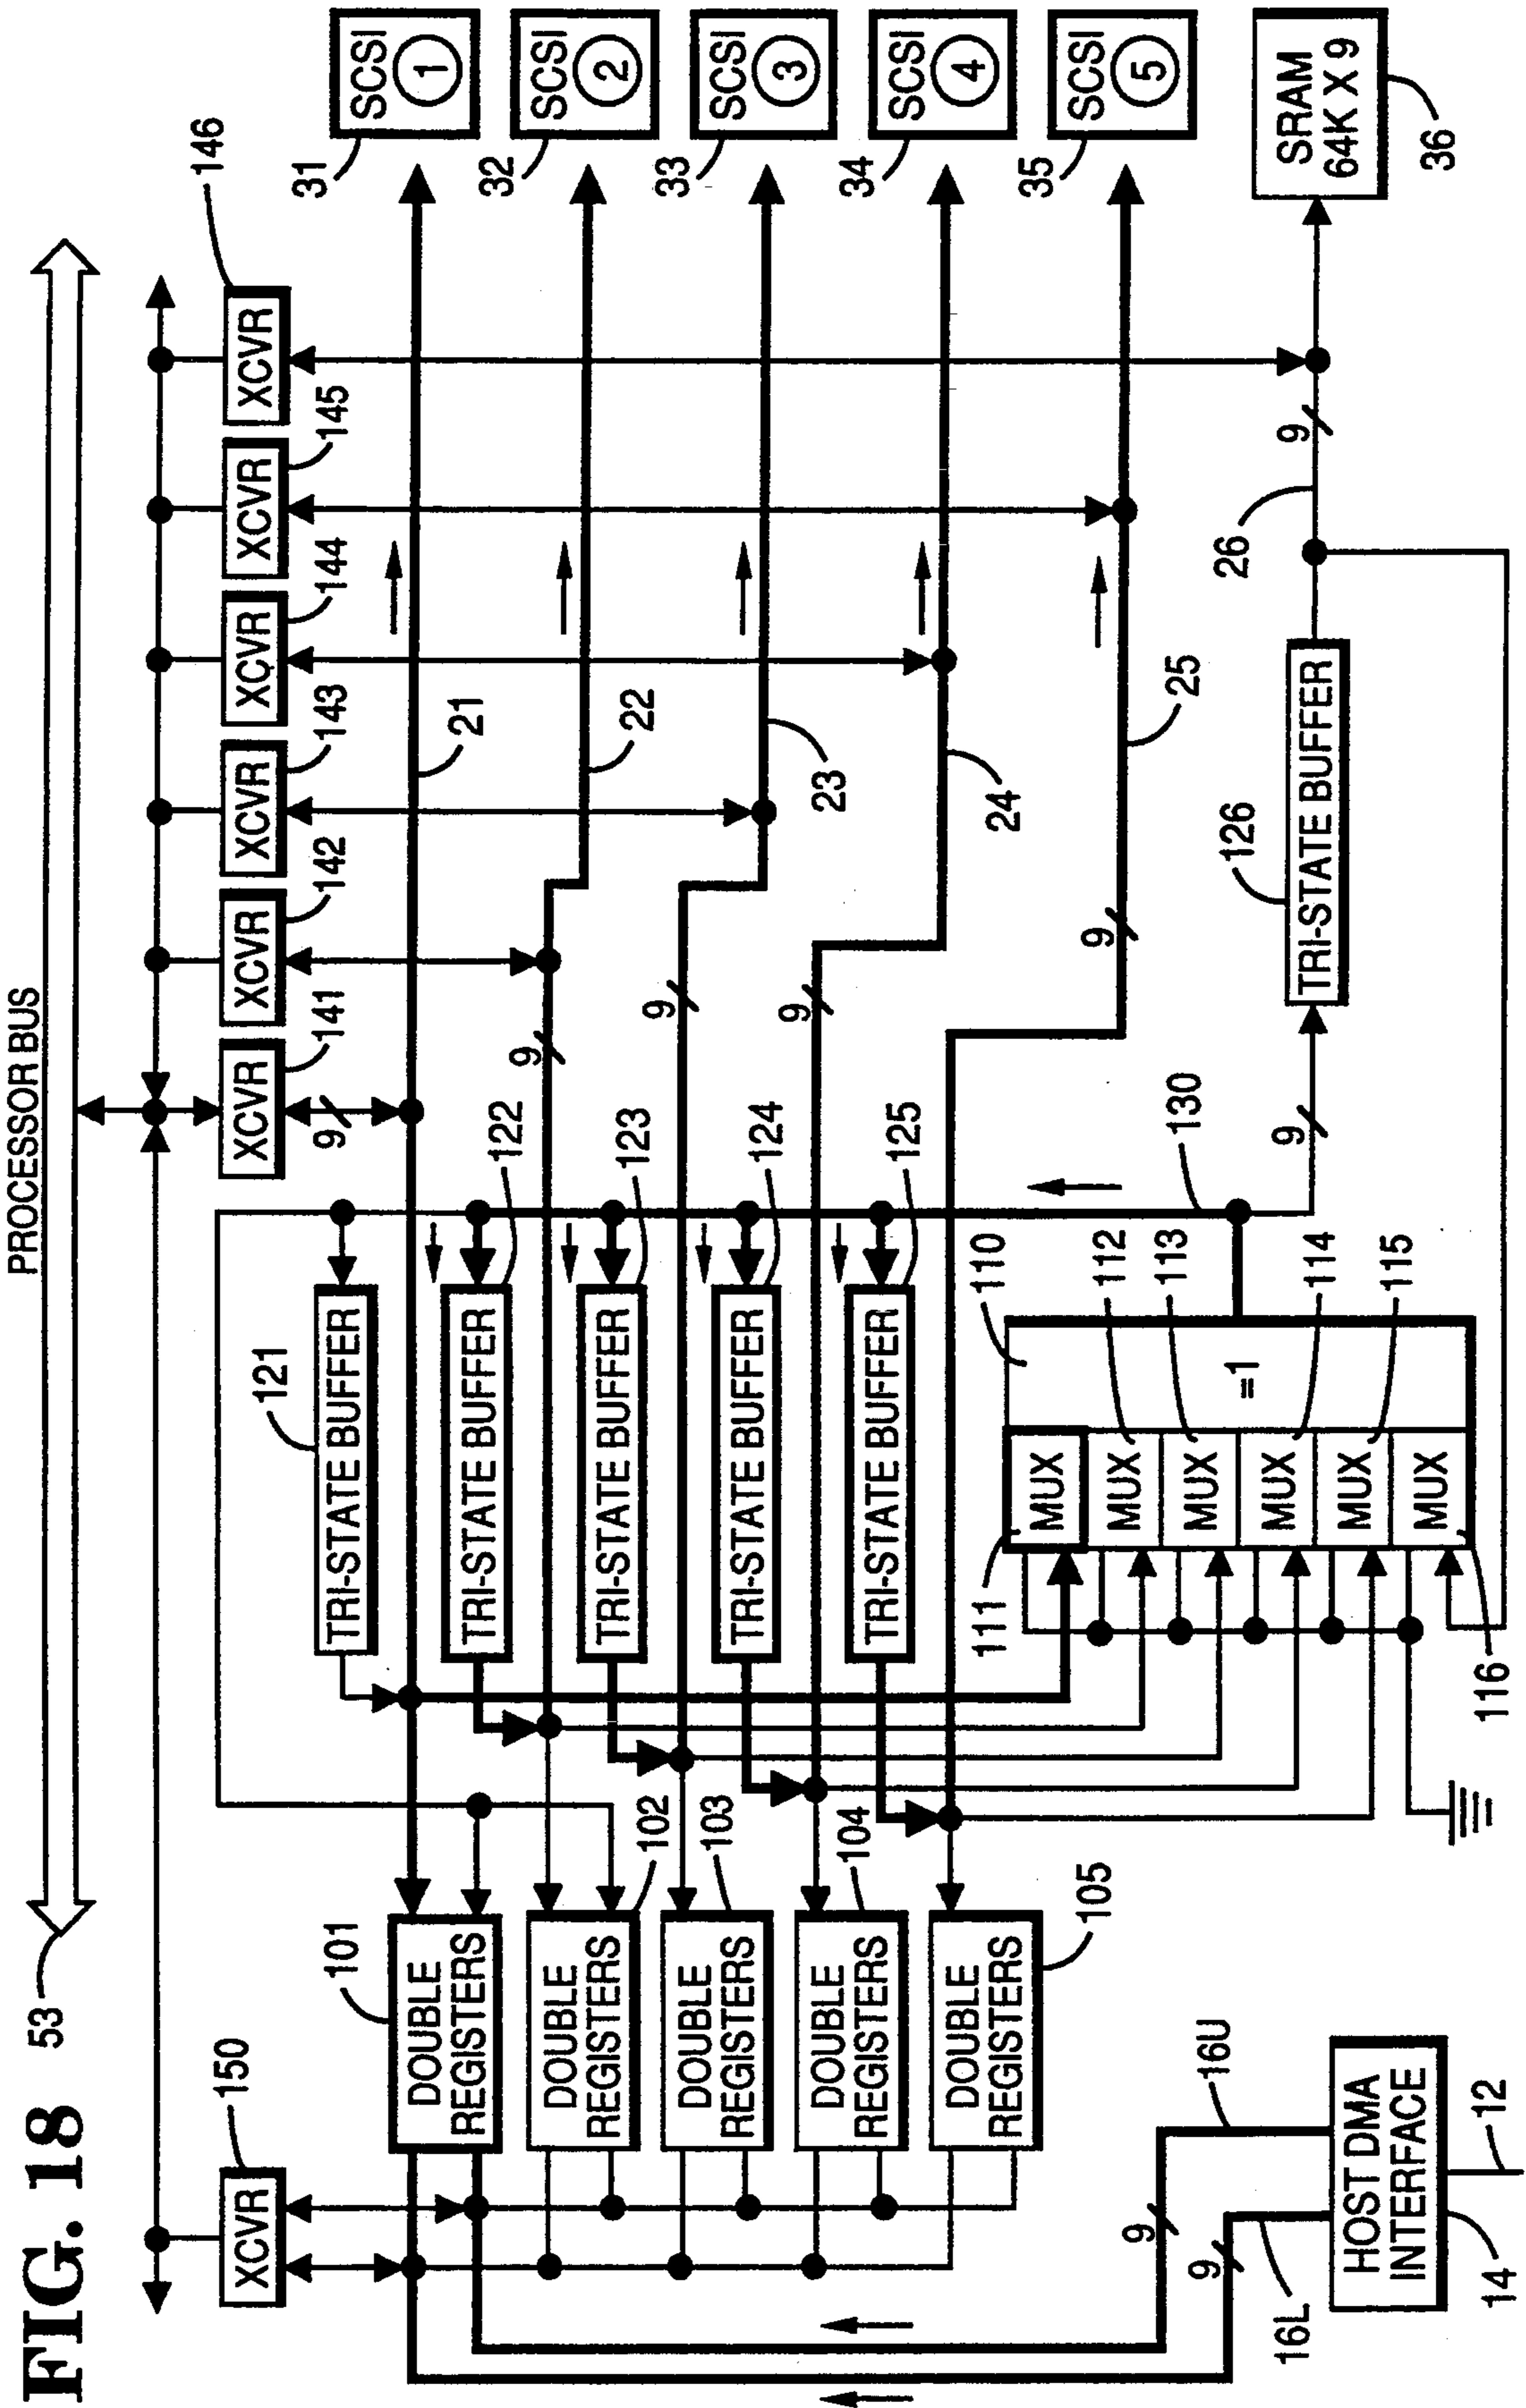 FIG. 18
PROCESSOR BUS
53
150
XCVR
XCVR
141
XCVR
142
XCVR
143
XCVR
144
XCVR
145
XCVR
146
9
101
DOUBLE
REGISTERS
DOUBLE
REGISTERS
102
DOUBLE
REGISTERS
103
DOUBLE
REGISTERS
104
DOUBLE
REGISTERS
105
121
TRI-STATE BUFFER
TRI-STATE BUFFER
122
TRI-STATE BUFFER
123
TRI-STATE BUFFER
124
TRI-STATE BUFFER
125
21
22
23
24
25
9
9
9
9
31
SCSI
1
32
SCSI
2
33
SCSI
3
34
SCSI
4
35
SCSI
5
130
110
111
MUX
MUX
112
MUX
113
MUX
114
MUX
115
MUX
116
=1
9
126
TRI-STATE BUFFER
26
9
SRAM
64K X 9
36
16U
9
16L
9
HOST DMA
INTERFACE
14
12